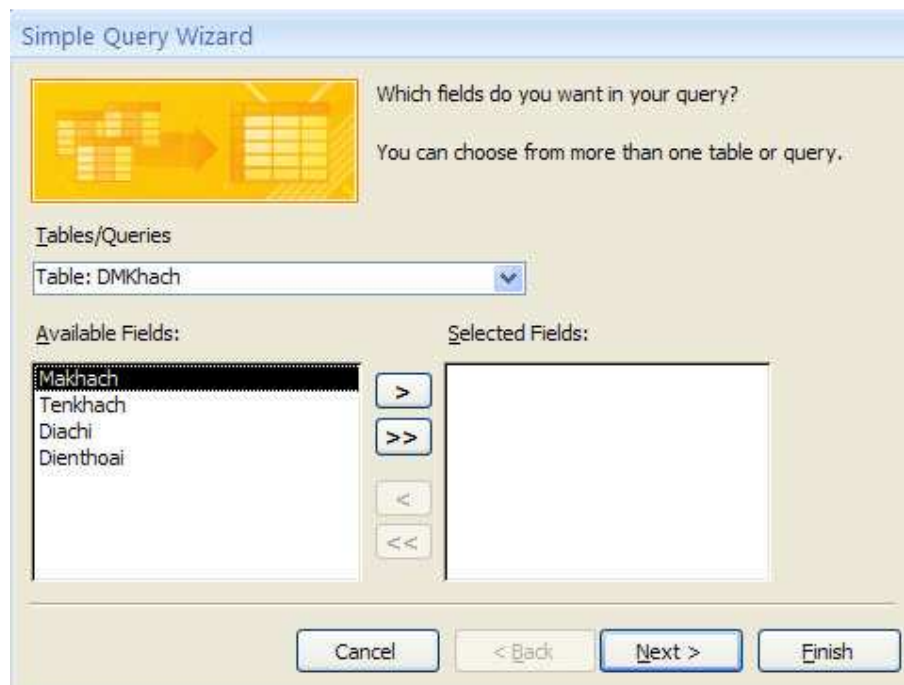 Simple Query Wizard
Which fields do you want in your query?
You can choose from more than one table or query.
Tables/Queries
Table: DMKhach
Available Fields:
Selected Fields:
Makhach
Tenkhach
Diachi
Dienthoai
>
>>
<
<<
Cancel
< Back
Next >
Finish